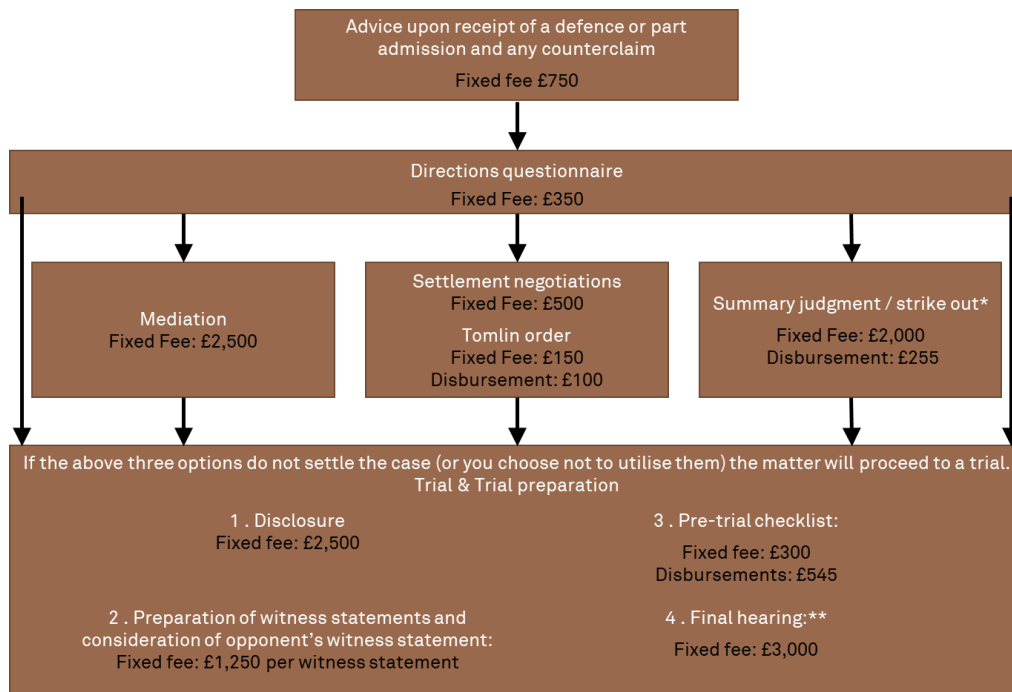 Advice upon receipt of a defence or part
admission and any counterclaim
Fixed fee £750
Directions questionnaire
Fixed Fee: £350
Mediation
Fixed Fee: £2,500
Settlement negotiations
Fixed Fee: £500
Tomlin order
Fixed Fee: £150
Disbursement: £100
Summary judgment / strike out*
Fixed Fee: £2,000
Disbursement: £255
If the above three options do not settle the case (or you choose not to utilise them) the matter will proceed to a trial.
Trial & Trial preparation
1 . Disclosure
Fixed fee: £2,500
2 . Preparation of witness statements and
consideration of opponent's witness statement:
Fixed fee: £1,250 per witness statement
3 . Pre-trial checklist:
Fixed fee: £300
Disbursements: £545
4 . Final hearing:**
Fixed fee: £3,000